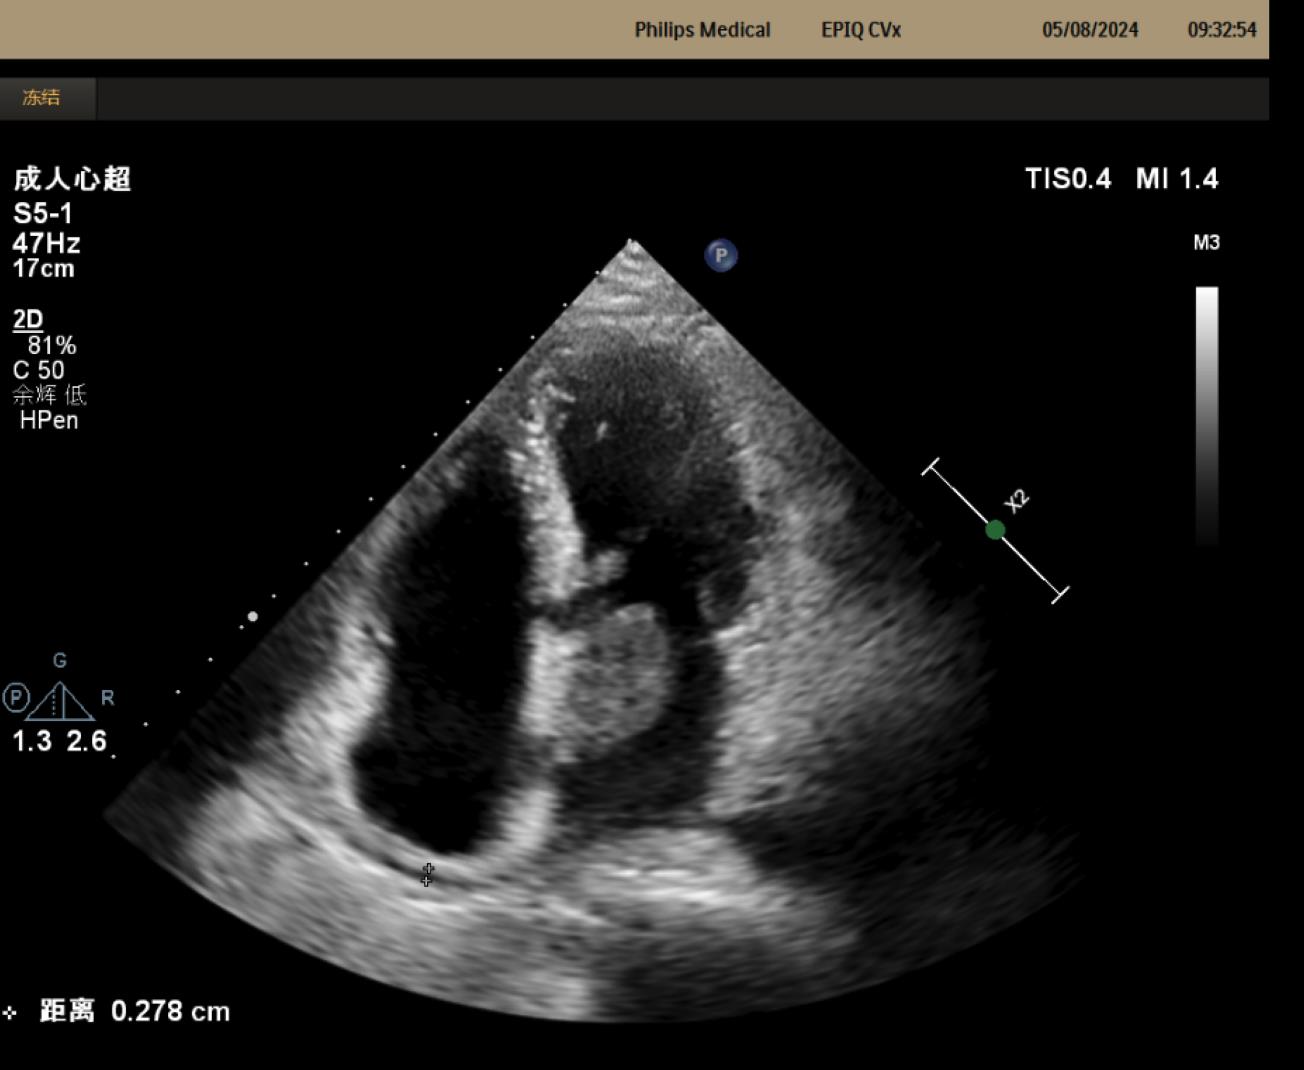 Philips Medical EPIQ CVx 05/08/2024 09:32:54
冻结
成人心超
S5-1
47Hz
17cm
2D
81%
C 50
余辉 低
HPen
TIS0.4 MI 1.4
M3
X2
P
G
P R
1.3 2.6
距离 0.278 cm